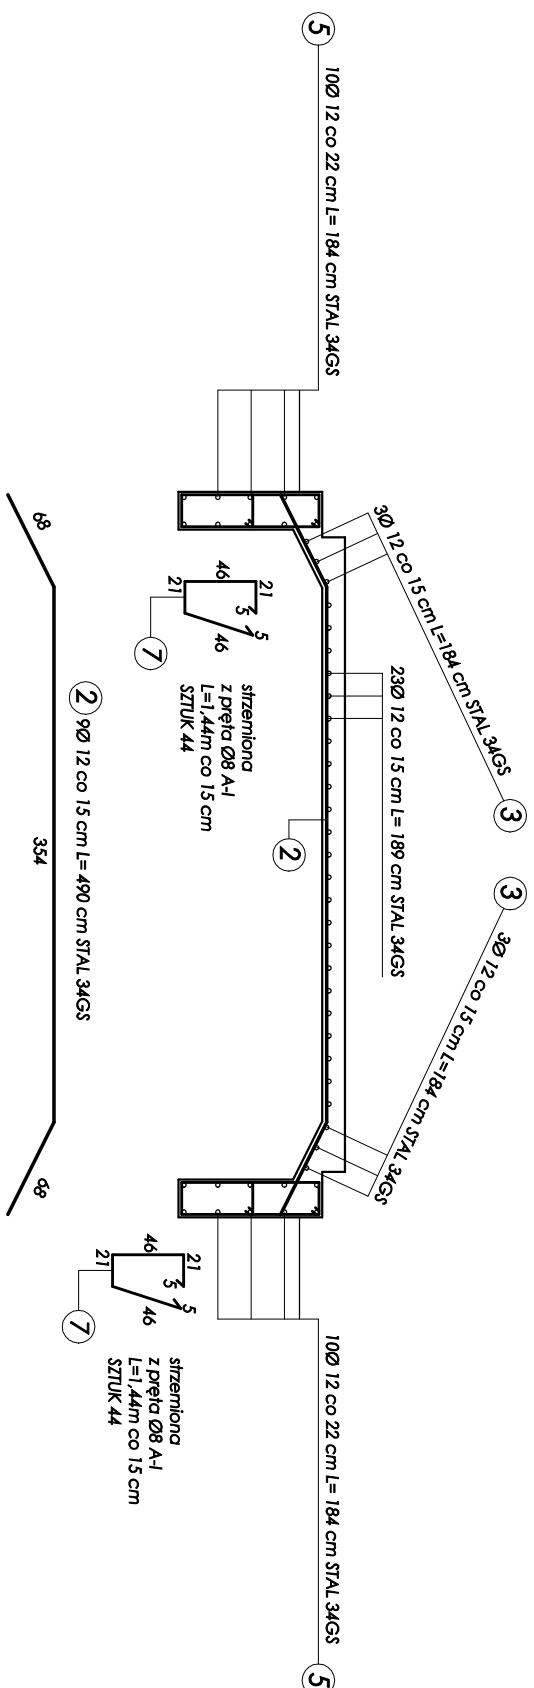 5
10Ø 12 co 22 cm L= 184 cm STAL 34GS
3Ø 12 co 15 cm L=184 cm STAL 34GS
3
3
3Ø 12 co 15 cm L=184 cm STAL 34GS
23Ø 12 co 15 cm L= 189 cm STAL 34GS
2
10Ø 12 co 22 cm L= 184 cm STAL 34GS
5
21
46
5
5
46
21
7
strzemiona
z pręta Ø8 A-I
L=1,44m co 15 cm
SZTUK 44
21
46
5
5
46
21
7
strzemiona
z pręta Ø8 A-I
L=1,44m co 15 cm
SZTUK 44
2 9Ø 12 co 15 cm L= 490 cm STAL 34GS
68
354
68